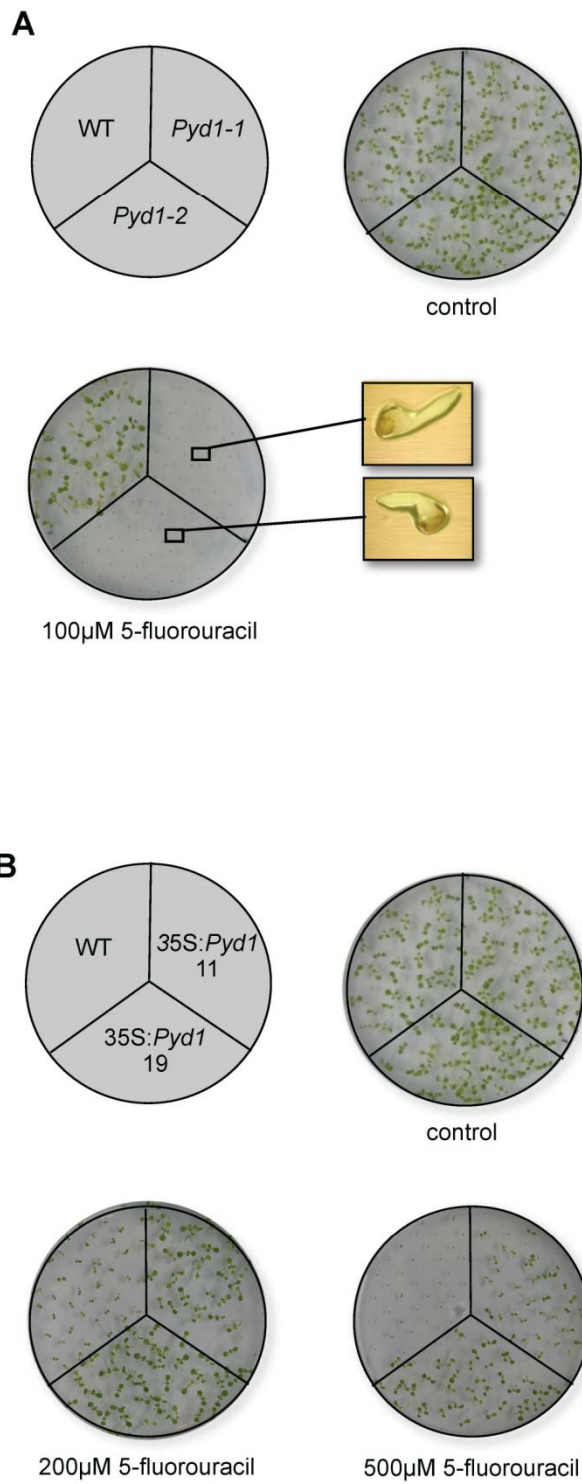 A
WT
Pyd1-1
Pyd1-2
control
100µM 5-fluorouracil
B
WT
35S:Pyd1
11
35S:Pyd1
19
control
200µM 5-fluorouracil
500µM 5-fluorouracil